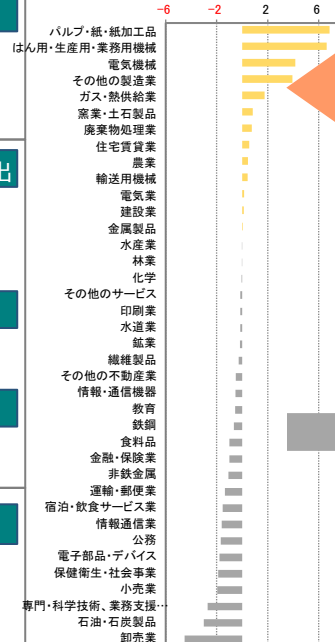 -6 -2 2 6
パルプ・紙・紙加工品
はん用・生産用・業務用機械
電気機械
その他の製造業
ガス・熱供給業
窯業・土石製品
廃棄物処理業
出
住宅賃貸業
農業
輸送用機械
電気業
建設業
金属製品
水産業
林業
化学
その他のサービス
印刷業
水道業
鉱業
繊維製品
その他の不動産業
情報・通信機器
教育
鉄鋼
食料品
金融・保険業
非鉄金属
運輸・郵便業
宿泊・飲食サービス業
情報通信業
公務
電子部品・デバイス
保健衛生・社会事業
小売業
専門・科学技術、業務支援…
石油・石炭製品
卸売業